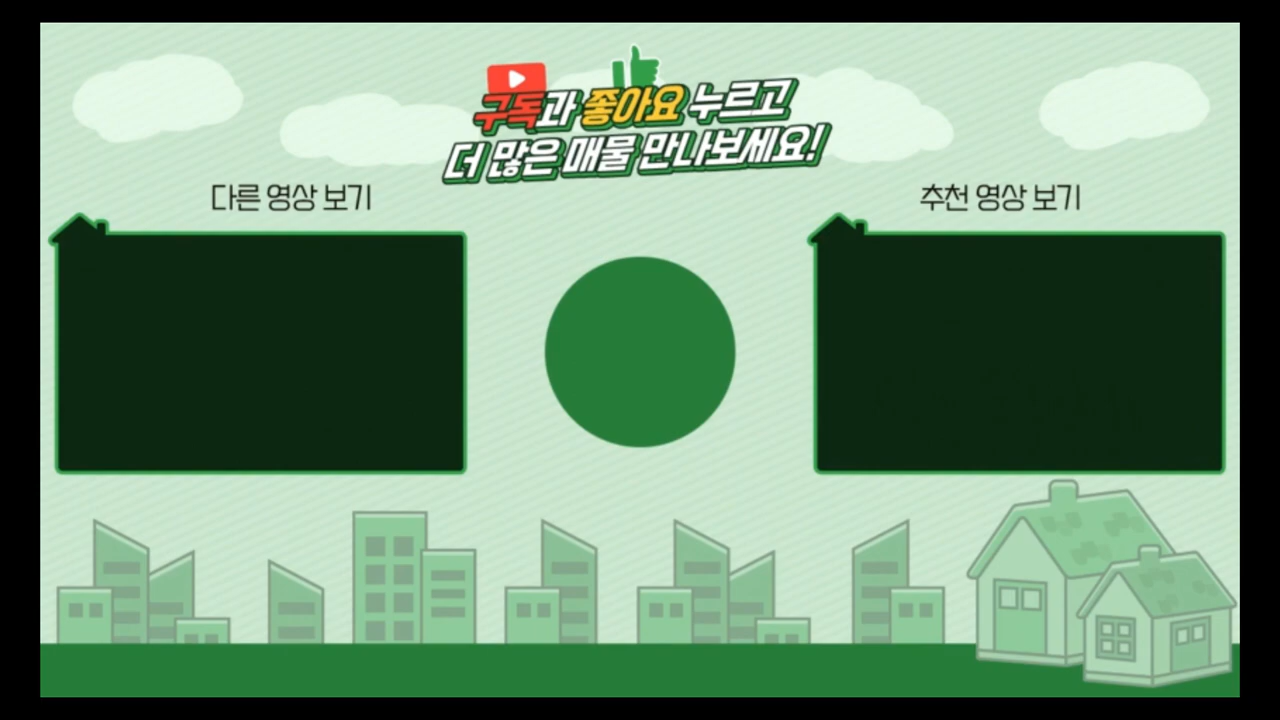 구독과 좋아요 누르고
더 많은 매물 만나보세요!
다른 영상 보기
추천 영상 보기